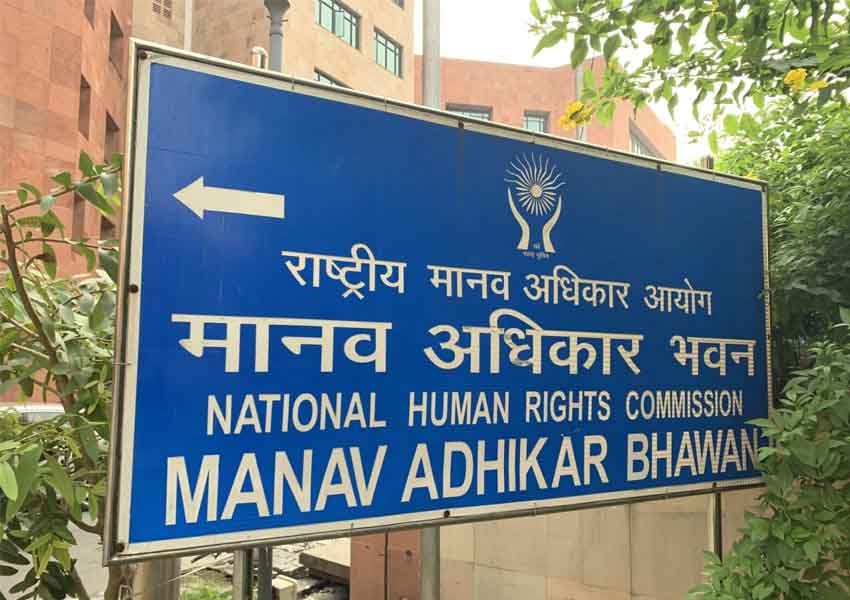 राष्ट्रीय मानव अधिकार आयोग
मानव अधिकार भवन
NATIONAL HUMAN RIGHTS COMMISSION
MANAV ADHIKAR BHAWAN